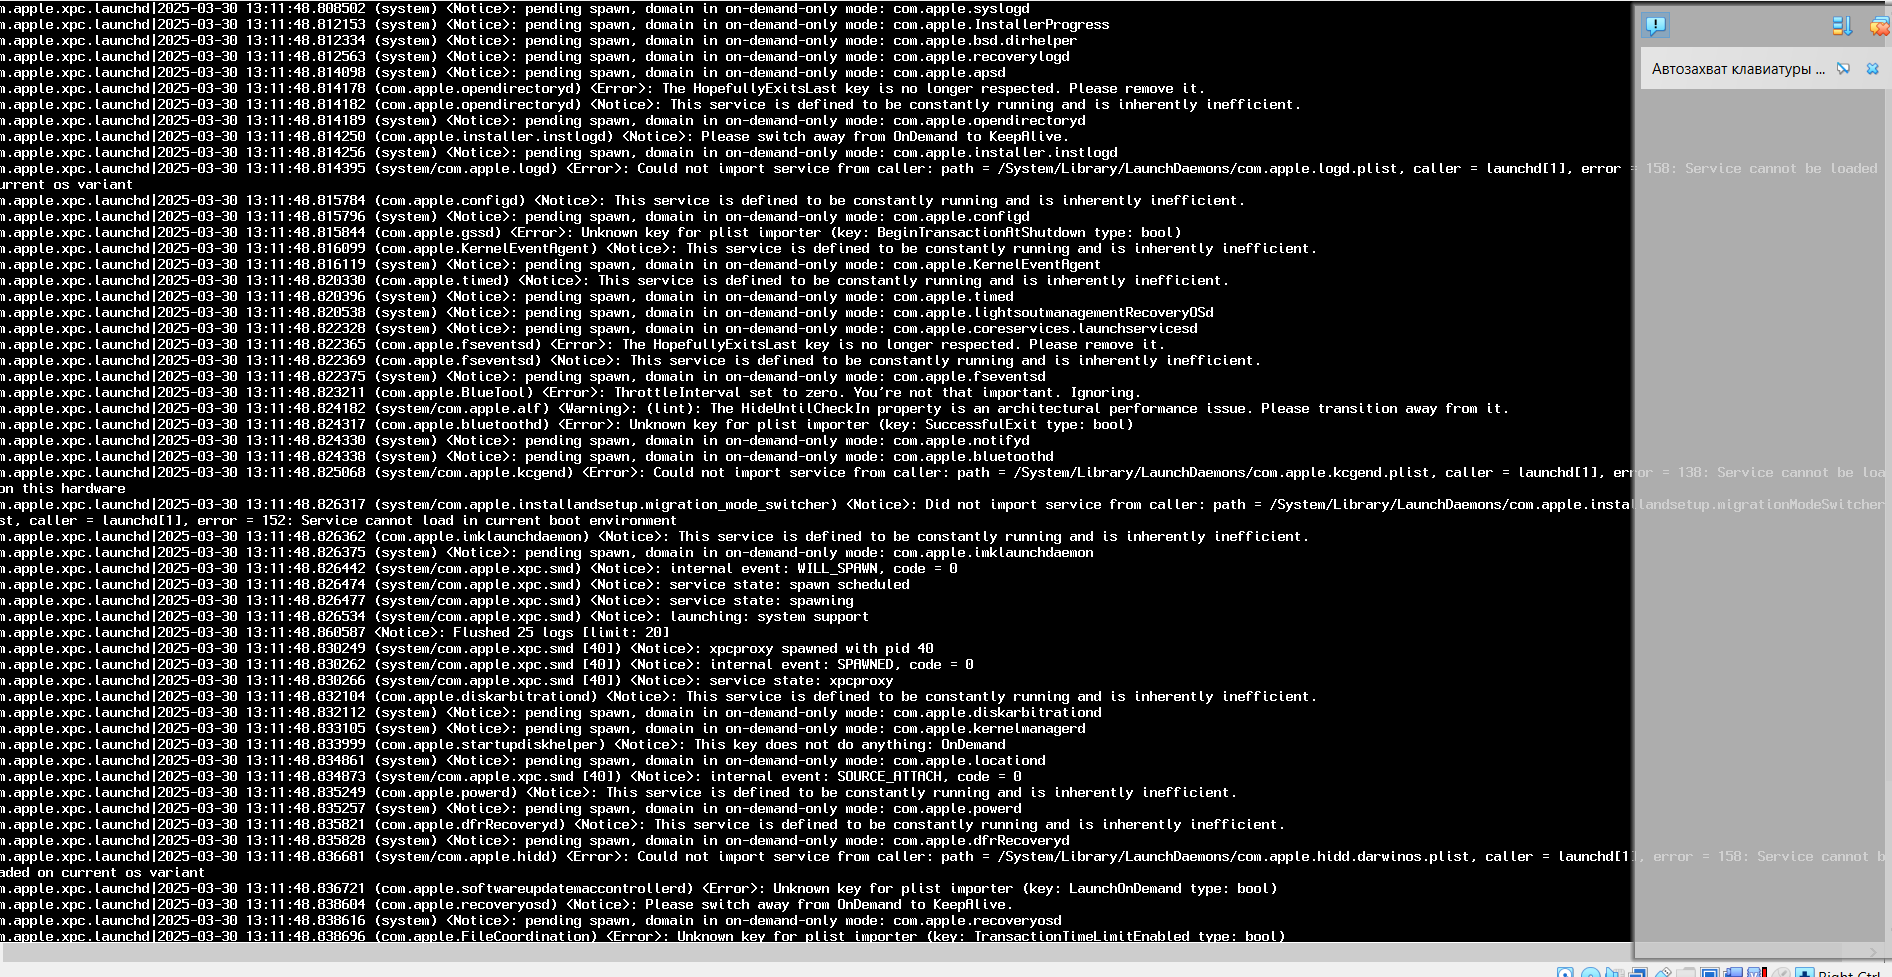 m.apple.xpc.launchd|2025-03-30 13:11:48.808502 (system) <Notice>: pending spawn, domain in on-demand-only mode: com.apple.syslogd
m.apple.xpc.launchd|2025-03-30 13:11:48.812153 (system) <Notice>: pending spawn, domain in on-demand-only mode: com.apple.InstallerProgress
m.apple.xpc.launchd|2025-03-30 13:11:48.812334 (system) <Notice>: pending spawn, domain in on-demand-only mode: com.apple.bsd.dirhelper
m.apple.xpc.launchd|2025-03-30 13:11:48.812563 (system) <Notice>: pending spawn, domain in on-demand-only mode: com.apple.recoverylogd
m.apple.xpc.launchd|2025-03-30 13:11:48.814098 (system) <Notice>: pending spawn, domain in on-demand-only mode: com.apple.apsd
m.apple.xpc.launchd|2025-03-30 13:11:48.814178 (com.apple.opendirectoryd) <Error>: The HopefullyExitsLast key is no longer respected. Please remove it.
m.apple.xpc.launchd|2025-03-30 13:11:48.814182 (com.apple.opendirectoryd) <Notice>: This service is defined to be constantly running and is inherently inefficient.
m.apple.xpc.launchd|2025-03-30 13:11:48.814189 (system) <Notice>: pending spawn, domain in on-demand-only mode: com.apple.opendirectoryd
m.apple.xpc.launchd|2025-03-30 13:11:48.814250 (com.apple.installer.instlogd) <Notice>: Please switch away from OnDemand to KeepAlive.
m.apple.xpc.launchd|2025-03-30 13:11:48.814256 (system) <Notice>: pending spawn, domain in on-demand-only mode: com.apple.installer.instlogd
m.apple.xpc.launchd|2025-03-30 13:11:48.814395 (system/com.apple.logd) <Error>: Could not import service from caller: path = /System/Library/LaunchDaemons/com.apple.logd.plist, caller = launchd[1], error = 158: Service cannot be loaded
urrent os variant
m.apple.xpc.launchd|2025-03-30 13:11:48.815784 (com.apple.configd) <Notice>: This service is defined to be constantly running and is inherently inefficient.
m.apple.xpc.launchd|2025-03-30 13:11:48.815796 (system) <Notice>: pending spawn, domain in on-demand-only mode: com.apple.configd
m.apple.xpc.launchd|2025-03-30 13:11:48.815844 (com.apple.gssd) <Error>: Unknown key for plist importer (key: BeginTransactionAtShutdown type: bool)
m.apple.xpc.launchd|2025-03-30 13:11:48.816099 (com.apple.KernelEventAgent) <Notice>: This service is defined to be constantly running and is inherently inefficient.
m.apple.xpc.launchd|2025-03-30 13:11:48.816119 (system) <Notice>: pending spawn, domain in on-demand-only mode: com.apple.KernelEventAgent
m.apple.xpc.launchd|2025-03-30 13:11:48.820330 (com.apple.timed) <Notice>: This service is defined to be constantly running and is inherently inefficient.
m.apple.xpc.launchd|2025-03-30 13:11:48.820396 (system) <Notice>: pending spawn, domain in on-demand-only mode: com.apple.timed
m.apple.xpc.launchd|2025-03-30 13:11:48.820538 (system) <Notice>: pending spawn, domain in on-demand-only mode: com.apple.lightsoutmanagementRecoveryOSd
m.apple.xpc.launchd|2025-03-30 13:11:48.822328 (system) <Notice>: pending spawn, domain in on-demand-only mode: com.apple.coreservices.launchservicesd
m.apple.xpc.launchd|2025-03-30 13:11:48.822365 (com.apple.fseventsd) <Error>: The HopefullyExitsLast key is no longer respected. Please remove it.
m.apple.xpc.launchd|2025-03-30 13:11:48.822369 (com.apple.fseventsd) <Notice>: This service is defined to be constantly running and is inherently inefficient.
m.apple.xpc.launchd|2025-03-30 13:11:48.822375 (system) <Notice>: pending spawn, domain in on-demand-only mode: com.apple.fseventsd
m.apple.xpc.launchd|2025-03-30 13:11:48.823211 (com.apple.BlueTool) <Error>: ThrottleInterval set to zero. You're not that important. Ignoring.
m.apple.xpc.launchd|2025-03-30 13:11:48.824182 (system/com.apple.alf) <Warning>: (lint): The HideUntilCheckIn property is an architectural performance issue. Please transition away from it.
m.apple.xpc.launchd|2025-03-30 13:11:48.824317 (com.apple.bluetoothd) <Error>: Unknown key for plist importer (key: SuccessfulExit type: bool)
m.apple.xpc.launchd|2025-03-30 13:11:48.824330 (system) <Notice>: pending spawn, domain in on-demand-only mode: com.apple.notifyd
m.apple.xpc.launchd|2025-03-30 13:11:48.824338 (system) <Notice>: pending spawn, domain in on-demand-only mode: com.apple.bluetoothd
m.apple.xpc.launchd|2025-03-30 13:11:48.825068 (system/com.apple.kcgend) <Error>: Could not import service from caller: path = /System/Library/LaunchDaemons/com.apple.kcgend.plist, caller = launchd[1], error = 138: Service cannot be loa
on this hardware
m.apple.xpc.launchd|2025-03-30 13:11:48.826317 (system/com.apple.installandsetup.migration_mode_switcher) <Notice>: Did not import service from caller: path = /System/Library/LaunchDaemons/com.apple.installandsetup.migrationModeSwitcher
st, caller = launchd[1], error = 152: Service cannot load in current boot environment
m.apple.xpc.launchd|2025-03-30 13:11:48.826362 (com.apple.imklaunchdaemon) <Notice>: This service is defined to be constantly running and is inherently inefficient.
m.apple.xpc.launchd|2025-03-30 13:11:48.826375 (system) <Notice>: pending spawn, domain in on-demand-only mode: com.apple.imklaunchdaemon
m.apple.xpc.launchd|2025-03-30 13:11:48.826442 (system/com.apple.xpc.smd) <Notice>: internal event: WILL_SPAWN, code = 0
m.apple.xpc.launchd|2025-03-30 13:11:48.826474 (system/com.apple.xpc.smd) <Notice>: service state: spawn scheduled
m.apple.xpc.launchd|2025-03-30 13:11:48.826477 (system/com.apple.xpc.smd) <Notice>: service state: spawning
m.apple.xpc.launchd|2025-03-30 13:11:48.826534 (system/com.apple.xpc.smd) <Notice>: launching: system support
m.apple.xpc.launchd|2025-03-30 13:11:48.860587 <Notice>: Flushed 25 logs [limit: 20]
m.apple.xpc.launchd|2025-03-30 13:11:48.830249 (system/com.apple.xpc.smd [40]) <Notice>: xpcproxy spawned with pid 40
m.apple.xpc.launchd|2025-03-30 13:11:48.830262 (system/com.apple.xpc.smd [40]) <Notice>: internal event: SPAWNED, code = 0
m.apple.xpc.launchd|2025-03-30 13:11:48.830266 (system/com.apple.xpc.smd [40]) <Notice>: service state: xpcproxy
m.apple.xpc.launchd|2025-03-30 13:11:48.832104 (com.apple.diskarbitrationd) <Notice>: This service is defined to be constantly running and is inherently inefficient.
m.apple.xpc.launchd|2025-03-30 13:11:48.832112 (system) <Notice>: pending spawn, domain in on-demand-only mode: com.apple.diskarbitrationd
m.apple.xpc.launchd|2025-03-30 13:11:48.833105 (system) <Notice>: pending spawn, domain in on-demand-only mode: com.apple.kernelmanagerd
m.apple.xpc.launchd|2025-03-30 13:11:48.833999 (com.apple.startupdiskhelper) <Notice>: This key does not do anything: OnDemand
m.apple.xpc.launchd|2025-03-30 13:11:48.834861 (system) <Notice>: pending spawn, domain in on-demand-only mode: com.apple.locationd
m.apple.xpc.launchd|2025-03-30 13:11:48.834873 (system/com.apple.xpc.smd [40]) <Notice>: internal event: SOURCE_ATTACH, code = 0
m.apple.xpc.launchd|2025-03-30 13:11:48.835249 (com.apple.powerd) <Notice>: This service is defined to be constantly running and is inherently inefficient.
m.apple.xpc.launchd|2025-03-30 13:11:48.835257 (system) <Notice>: pending spawn, domain in on-demand-only mode: com.apple.powerd
m.apple.xpc.launchd|2025-03-30 13:11:48.835821 (com.apple.dfrRecoveryd) <Notice>: This service is defined to be constantly running and is inherently inefficient.
m.apple.xpc.launchd|2025-03-30 13:11:48.835828 (system) <Notice>: pending spawn, domain in on-demand-only mode: com.apple.dfrRecoveryd
m.apple.xpc.launchd|2025-03-30 13:11:48.836681 (system/com.apple.hidd) <Error>: Could not import service from caller: path = /System/Library/LaunchDaemons/com.apple.hidd.darwinos.plist, caller = launchd[1], error = 158: Service cannot b
aded on current os variant
m.apple.xpc.launchd|2025-03-30 13:11:48.836721 (com.apple.softwareupdatemaccontrollerd) <Error>: Unknown key for plist importer (key: LaunchOnDemand type: bool)
m.apple.xpc.launchd|2025-03-30 13:11:48.838604 (com.apple.recoveryosd) <Notice>: Please switch away from OnDemand to KeepAlive.
m.apple.xpc.launchd|2025-03-30 13:11:48.838616 (system) <Notice>: pending spawn, domain in on-demand-only mode: com.apple.recoveryosd
m.apple.xpc.launchd|2025-03-30 13:11:48.838696 (com.apple.FileCoordination) <Error>: Unknown key for plist importer (key: TransactionTimeLimitEnabled type: bool)
Автозахват клавиатуры ...
Right Ctrl